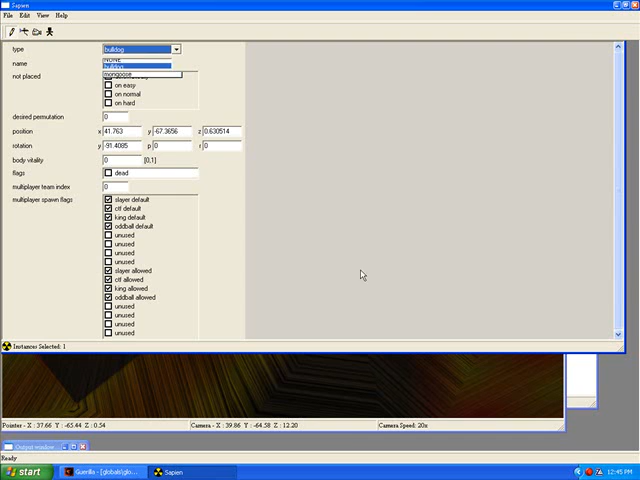 Sapien
File Edit View Help
type bulldog
NONE
name bulldog
mongoose
not placed
on easy
on normal
on hard
desired permutation 0
position x 41.763 y -67.3656 z 0.630514
rotation y -91.4085 p 0 r 0
body vitality 0 [0,1]
flags dead
multiplayer team index 0
multiplayer spawn flags slayer default
ctf default
king default
oddball default
unused
unused
unused
unused
slayer allowed
ctf allowed
king allowed
oddball allowed
unused
unused
unused
unused
Instances Selected: 1
Pointer - X : 37.66 Y : -65.44 Z : 0.54 Camera - X : 39.86 Y : -64.58 Z : 12.20 Camera Speed: 20x
Output window
Ready
start Guerilla - [globals\glo... Sapien 12:45 PM